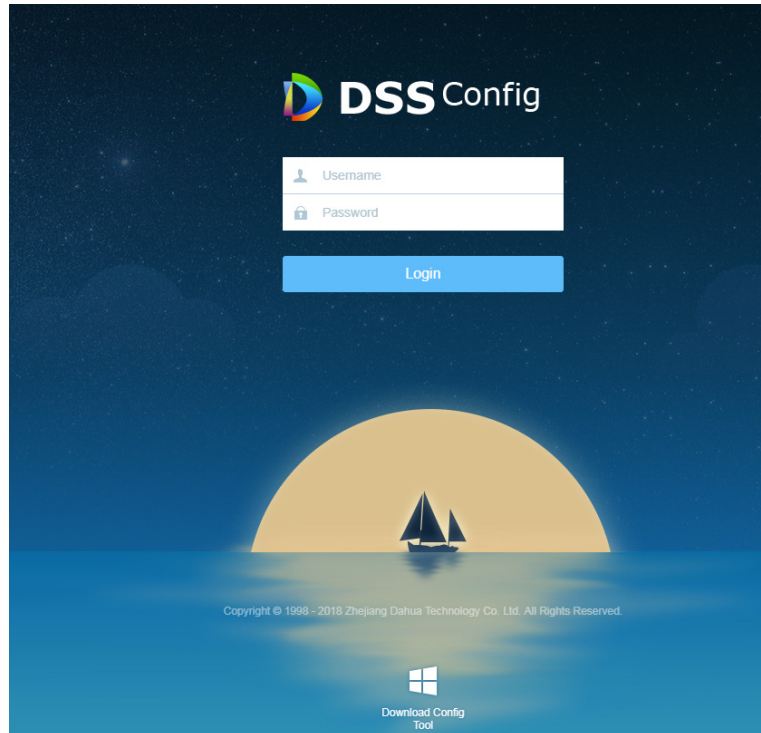 DSS Config
Username
Password
Login
Copyright © 1998 - 2018 Zhejiang Dahua Technology Co. Ltd. All Rights Reserved.
Download Config
Tool